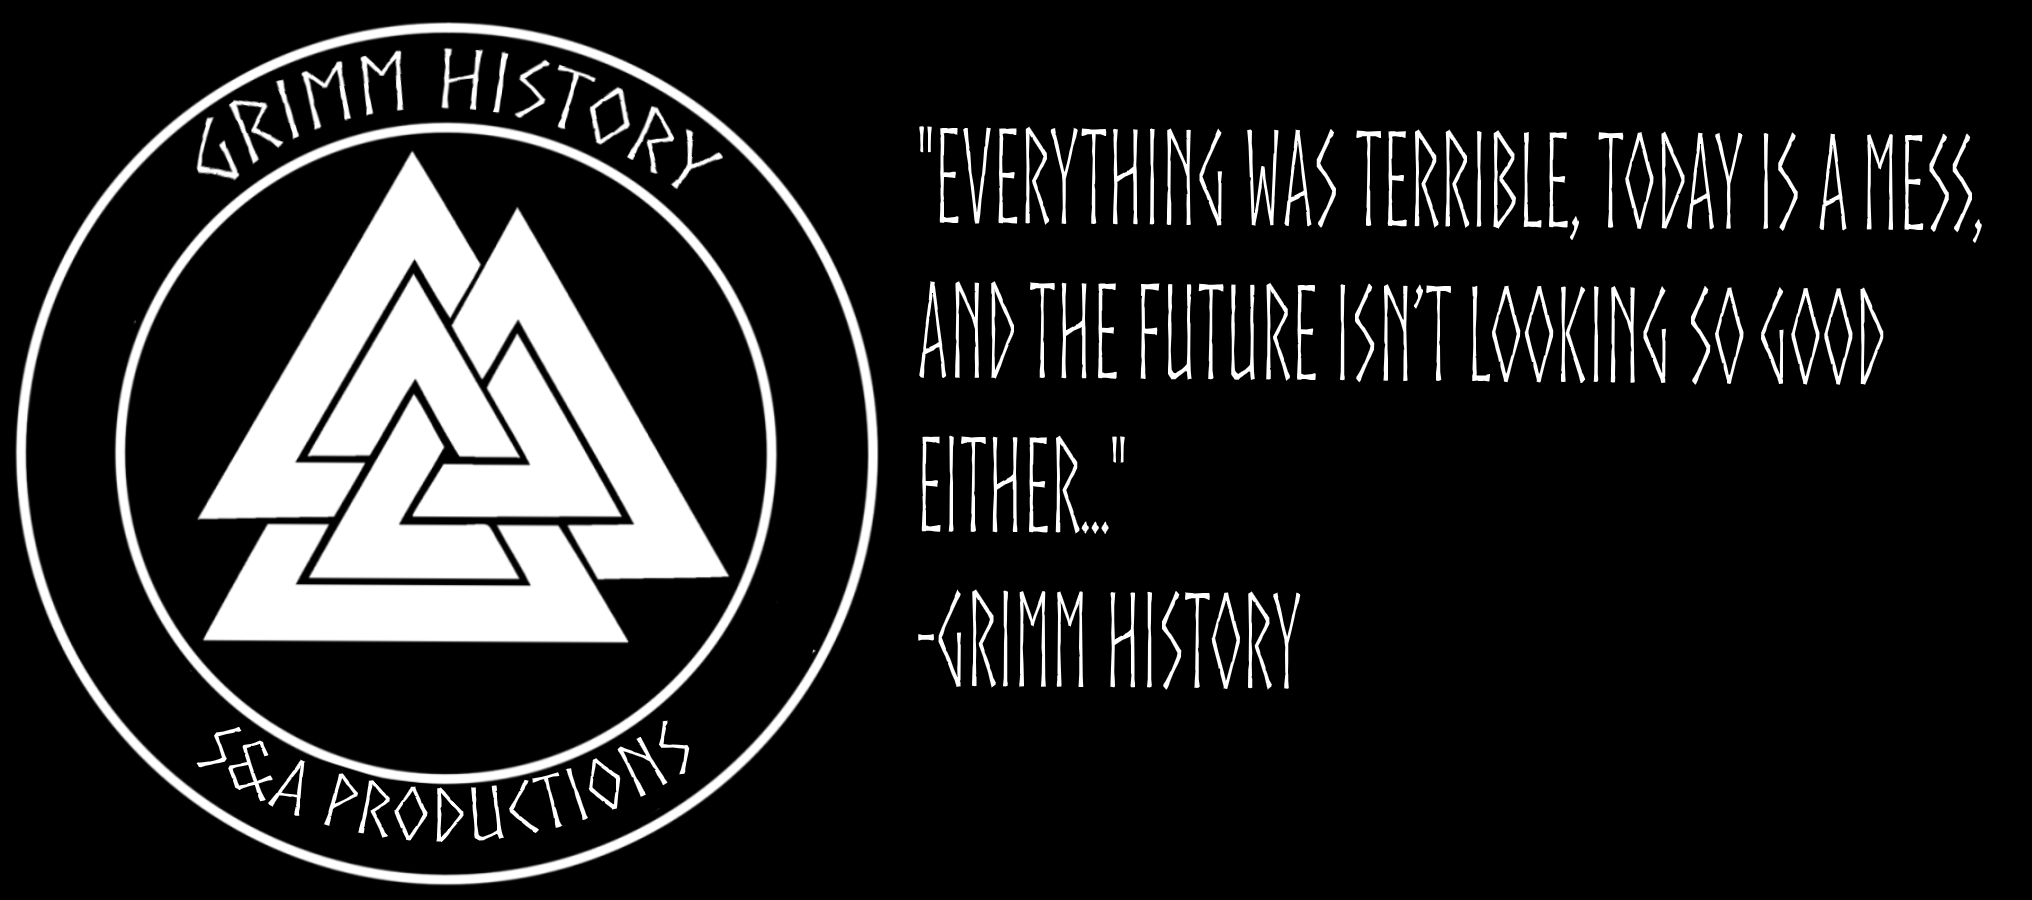 GRIMM HISTORY
S&A PRODUCTIONS
"EVERYTHING WAS TERRIBLE, TODAY IS A MESS,
AND THE FUTURE ISN'T LOOKING SO GOOD
EITHER..."
-GRIMM HISTORY